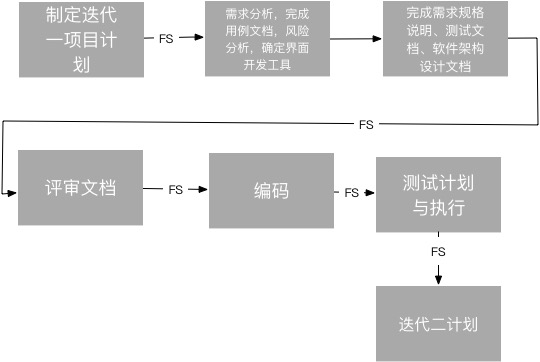 制定迭代
一项目计
划
FS
需求分析，完成
用例文档，风险
分析，确定界面
开发工具
完成需求规格
说明、测试文
档、软件架构
设计文档
FS
评审文档
FS
编码
FS
测试计划
与执行
FS
迭代二计划